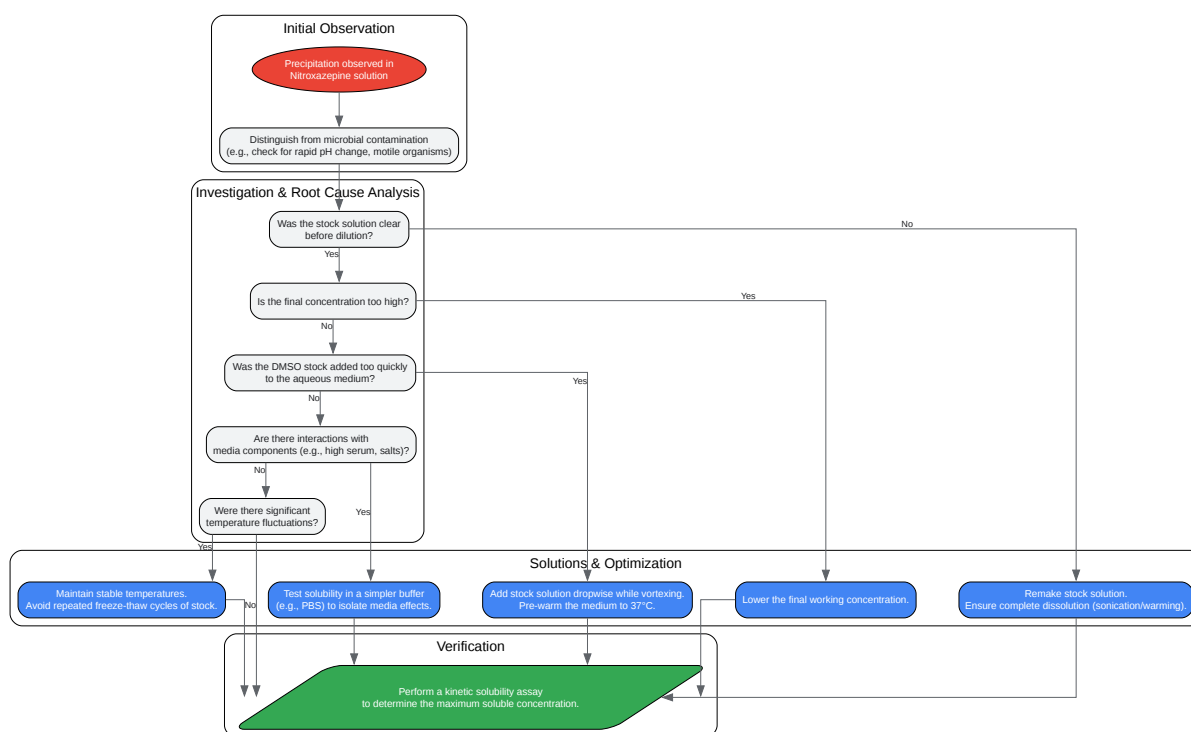 Initial Observation
Precipitation observed in
Nitroxazepine solution
Distinguish from microbial contamination
(e.g., check for rapid pH change, motile organisms)
Investigation & Root Cause Analysis
Was the stock solution clear
before dilution?
No
Yes
Is the final concentration too high?
Yes
No
Was the DMSO stock added too quickly
to the aqueous medium?
Yes
No
Are there interactions with
media components (e.g., high serum, salts)?
No
Yes
Were there significant
temperature fluctuations?
Yes
No
Solutions & Optimization
Maintain stable temperatures.
Avoid repeated freeze-thaw cycles of stock.
Test solubility in a simpler buffer
(e.g., PBS) to isolate media effects.
Add stock solution dropwise while vortexing.
Pre-warm the medium to 37°C.
Lower the final working concentration.
Remake stock solution.
Ensure complete dissolution (sonication/warming).
Verification
Perform a kinetic solubility assay
to determine the maximum soluble concentration.